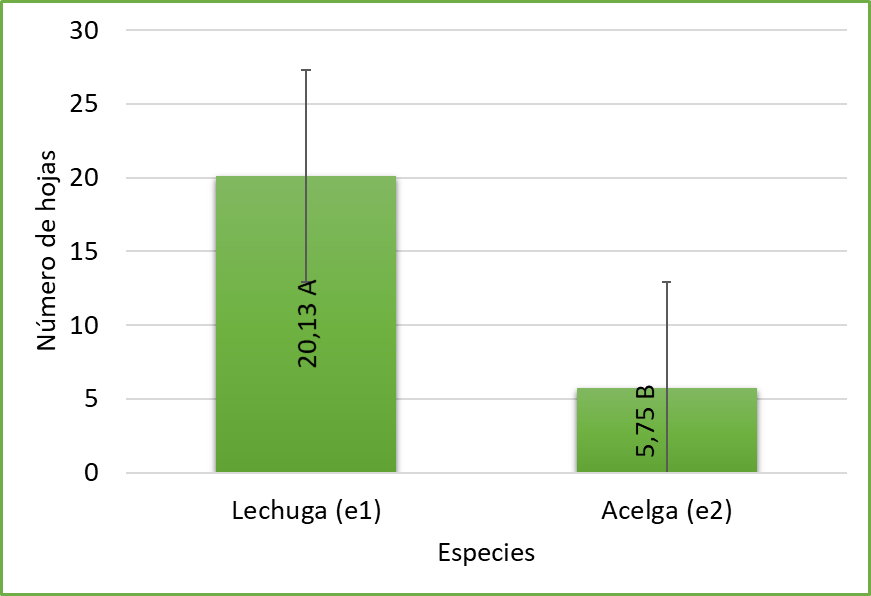 Número de hojas
30
25
20
15
10
5
0
20,13 A
5,75 B
Lechuga (e1)
Acelga (e2)
Especies